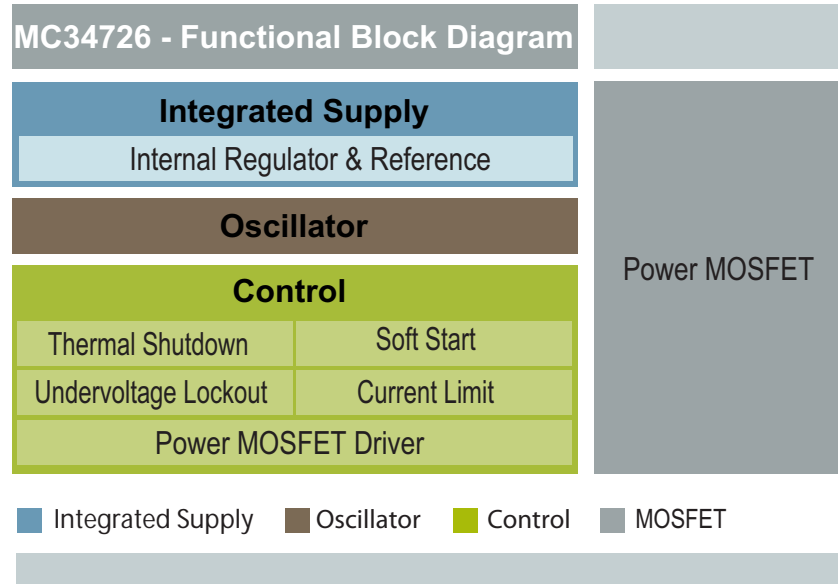 MC34726 - Functional Block Diagram
Integrated Supply
Internal Regulator & Reference
Oscillator
Control
Thermal Shutdown
Soft Start
Undervoltage Lockout
Current Limit
Power MOSFET Driver
Power MOSFET
Integrated Supply
Oscillator
Control
MOSFET